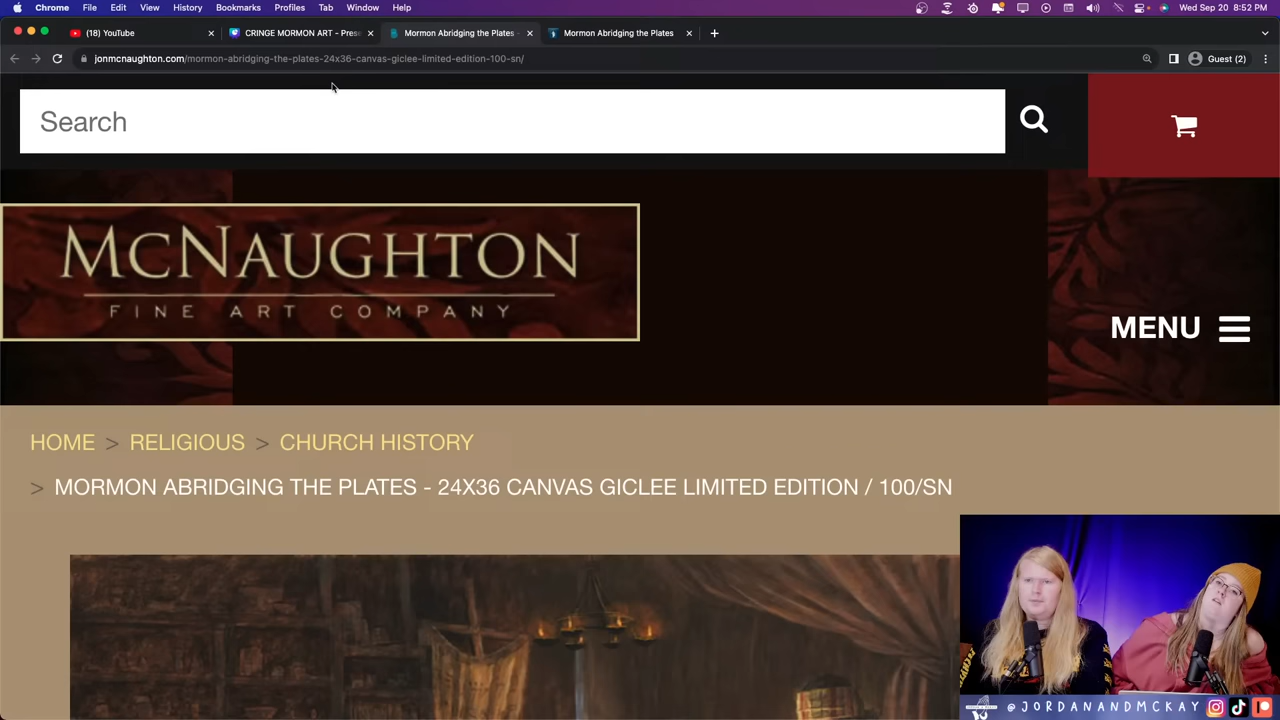 Chrome File Edit View History Bookmarks Profiles Tab Window Help Wed Sep 20 8:52 PM
(18) YouTube CRINGE MORMON ART - Prese Mormon Abridging the Plates - Mormon Abridging the Plates
jonmcnaughton.com/mormon-abridging-the-plates-24x36-canvas-giclee-limited-edition-100-sn/ Guest (2)
Search
MCNAUGHTON
FINE ART COMPANY
MENU
HOME > RELIGIOUS > CHURCH HISTORY
> MORMON ABRIDGING THE PLATES - 24X36 CANVAS GICLEE LIMITED EDITION / 100/SN
@JORDANANDMCKAY